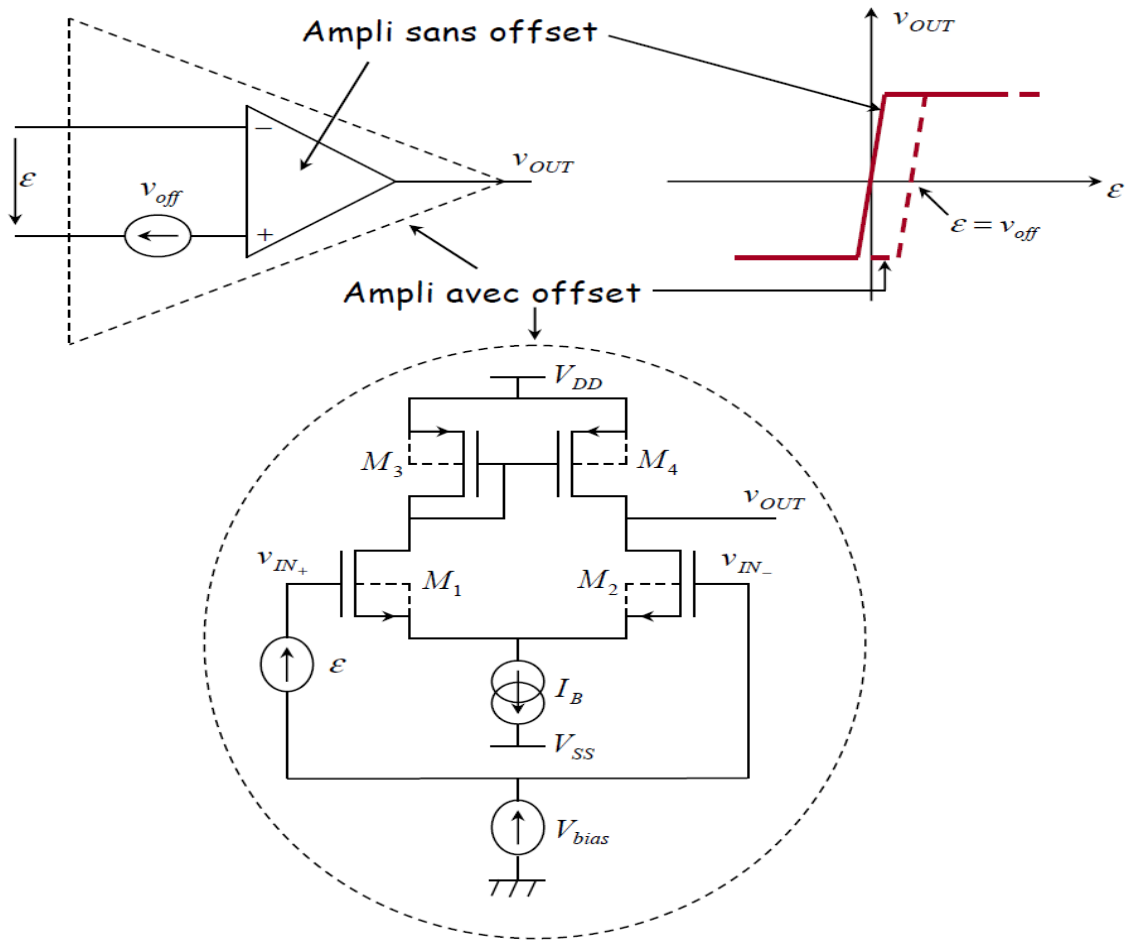 Ampli sans offset
v_OUT
−
ε
v_off
+
v_OUT
ε
ε = v_off
Ampli avec offset
V_DD
M_3
M_4
v_OUT
v_IN+
M_1
M_2
v_IN−
ε
I_B
V_SS
V_bias